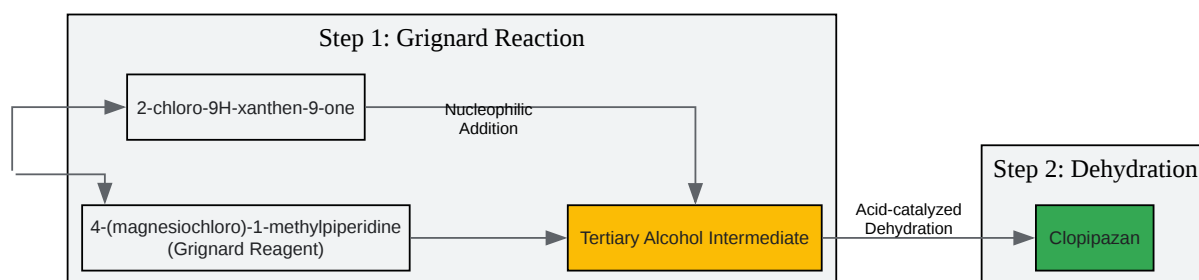 Step 1: Grignard Reaction
2-chloro-9H-xanthen-9-one
Nucleophilic
Addition
4-(magnesiochloro)-1-methylpiperidine
(Grignard Reagent)
Tertiary Alcohol Intermediate
Acid-catalyzed
Dehydration
Step 2: Dehydration
Clopipazan